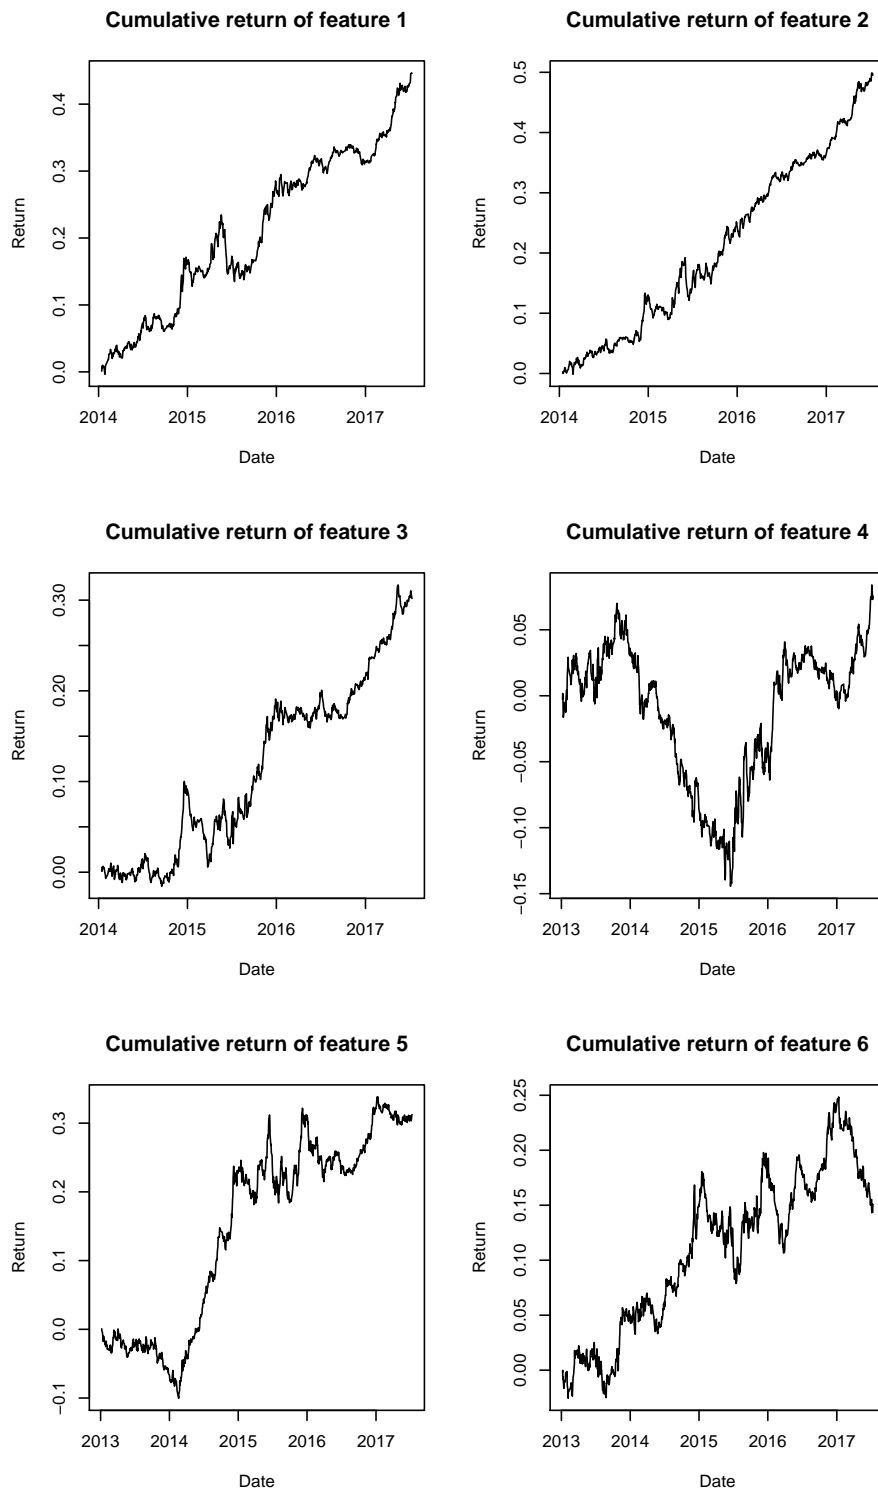 Cumulative return of feature 1
Return
0.0 0.1 0.2 0.3 0.4
2014 2015 2016 2017
Date
Cumulative return of feature 2
Return
0.0 0.1 0.2 0.3 0.4 0.5
2014 2015 2016 2017
Date
Cumulative return of feature 3
Return
0.00 0.10 0.20 0.30
2014 2015 2016 2017
Date
Cumulative return of feature 4
Return
−0.15 −0.10 −0.05 0.00 0.05
2013 2014 2015 2016 2017
Date
Cumulative return of feature 5
Return
−0.1 0.0 0.1 0.2 0.3
2013 2014 2015 2016 2017
Date
Cumulative return of feature 6
Return
0.00 0.05 0.10 0.15 0.20 0.25
2013 2014 2015 2016 2017
Date